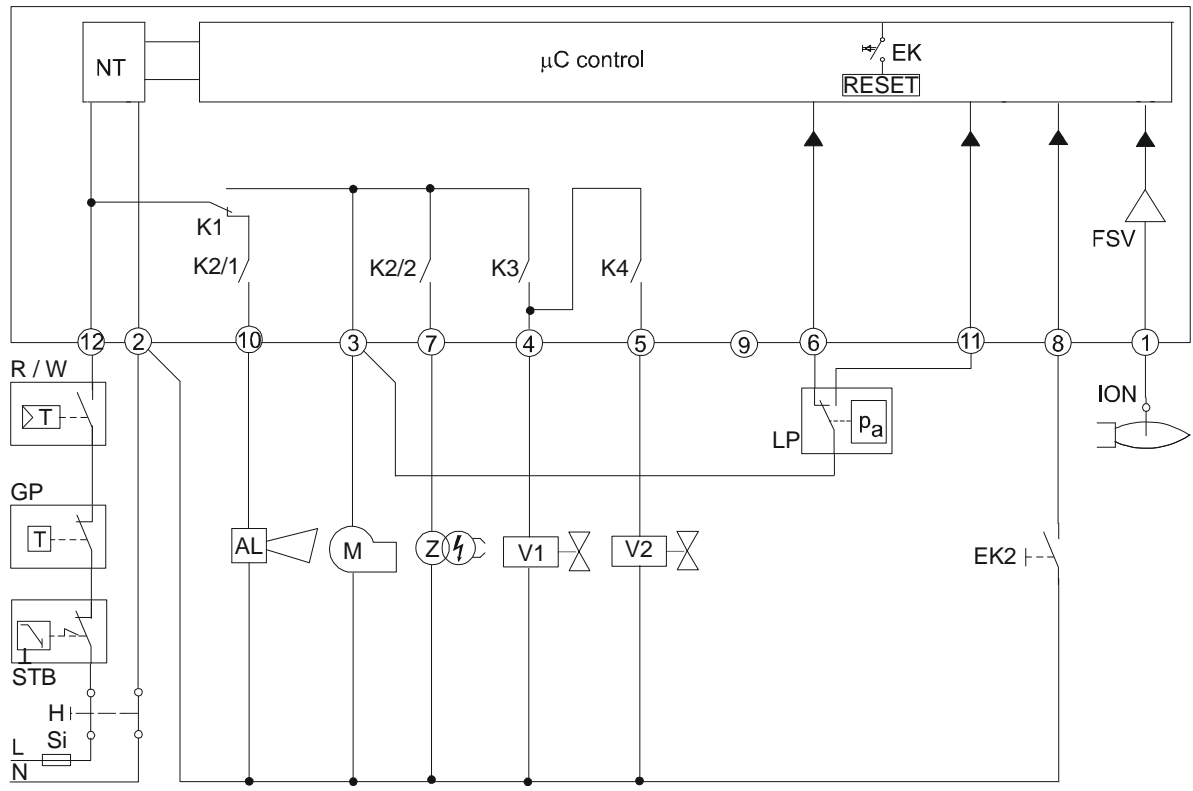 NT
μC control
EK
RESET
K1
K2/1
K2/2
K3
K4
FSV
12
2
10
3
7
4
5
9
6
11
8
1
R / W
T
ION
LP
pa
GP
T
AL
M
Z
V1
V2
EK2
STB
H
Si
L
N